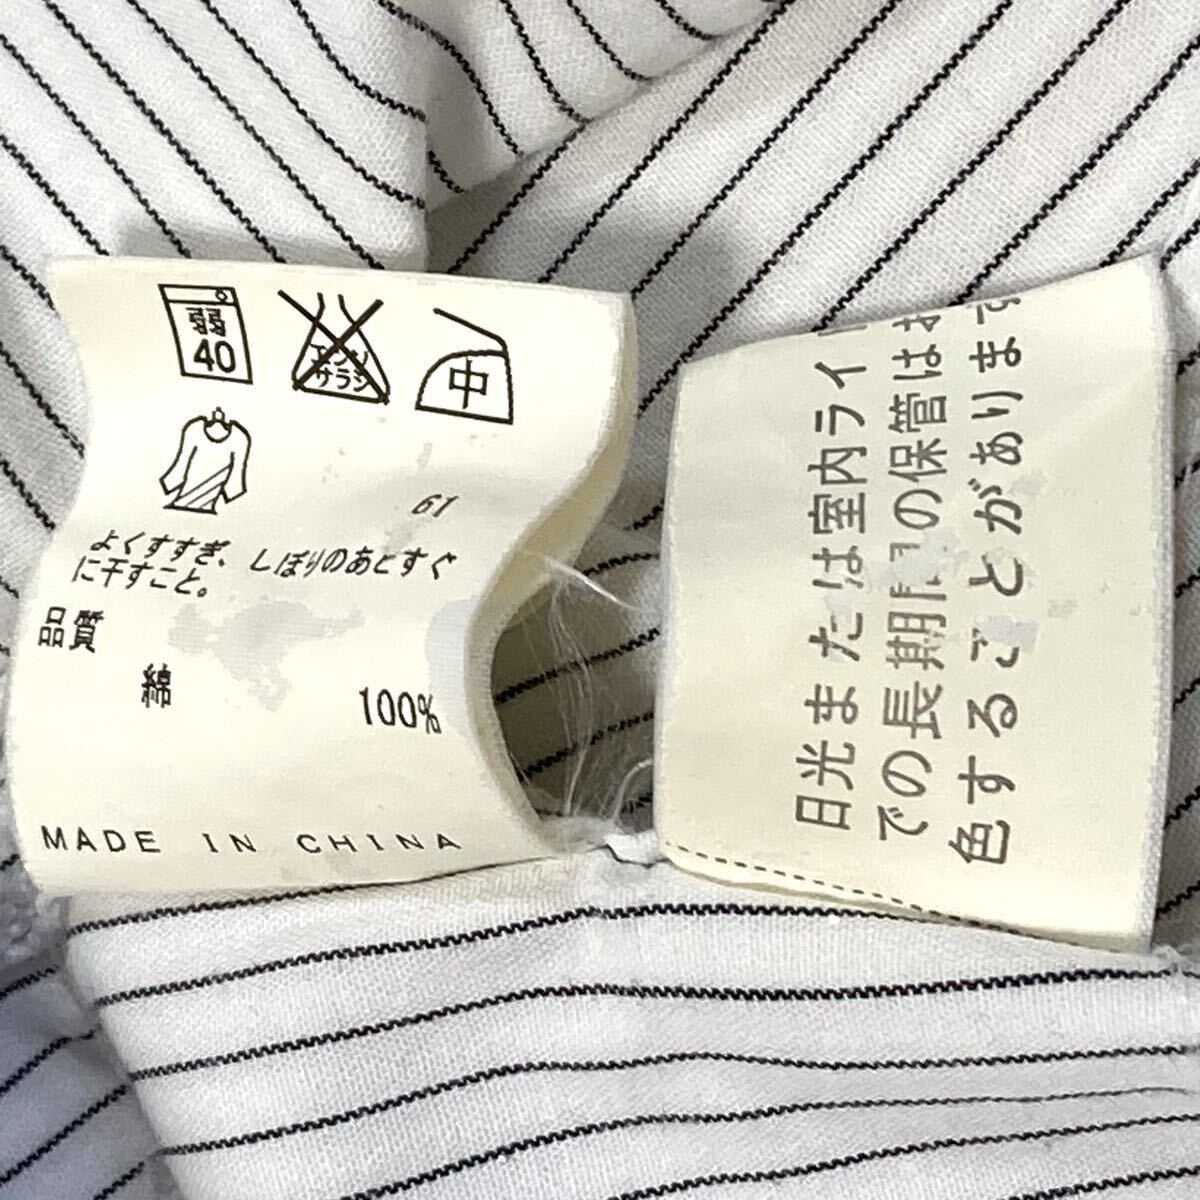 弱
40
エンソ
サラシ
中
61
よくすすぎ、しぼりのあとすぐ
に干すこと。
品質
綿 100%
MADE IN CHINA
日光または室内ライ
での長期間の保管は
色することがあります